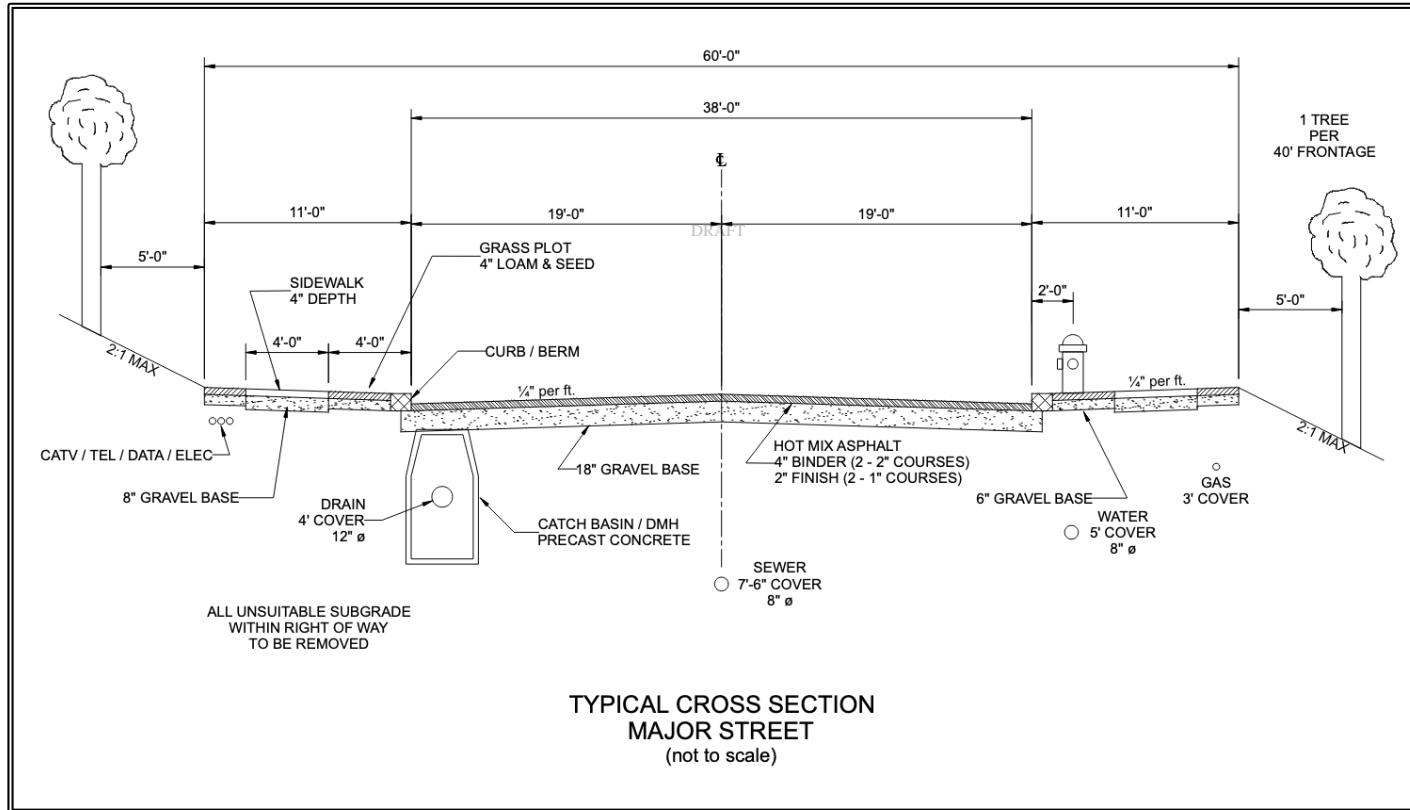 60'-0"
38'-0"
1 TREE
PER
40' FRONTAGE
℄
11'-0"
19'-0"
19'-0"
11'-0"
DRAFT
5'-0"
GRASS PLOT
4" LOAM & SEED
SIDEWALK
4" DEPTH
2'-0"
5'-0"
4'-0"
4'-0"
CURB / BERM
2:1 MAX
¼" per ft.
¼" per ft.
2:1 MAX
CATV / TEL / DATA / ELEC
8" GRAVEL BASE
18" GRAVEL BASE
HOT MIX ASPHALT
4" BINDER (2 - 2" COURSES)
2" FINISH (2 - 1" COURSES)
6" GRAVEL BASE
GAS
3' COVER
DRAIN
4' COVER
12" ø
CATCH BASIN / DMH
PRECAST CONCRETE
WATER
5' COVER
8" ø
SEWER
7'-6" COVER
8" ø
ALL UNSUITABLE SUBGRADE
WITHIN RIGHT OF WAY
TO BE REMOVED
TYPICAL CROSS SECTION
MAJOR STREET
(not to scale)